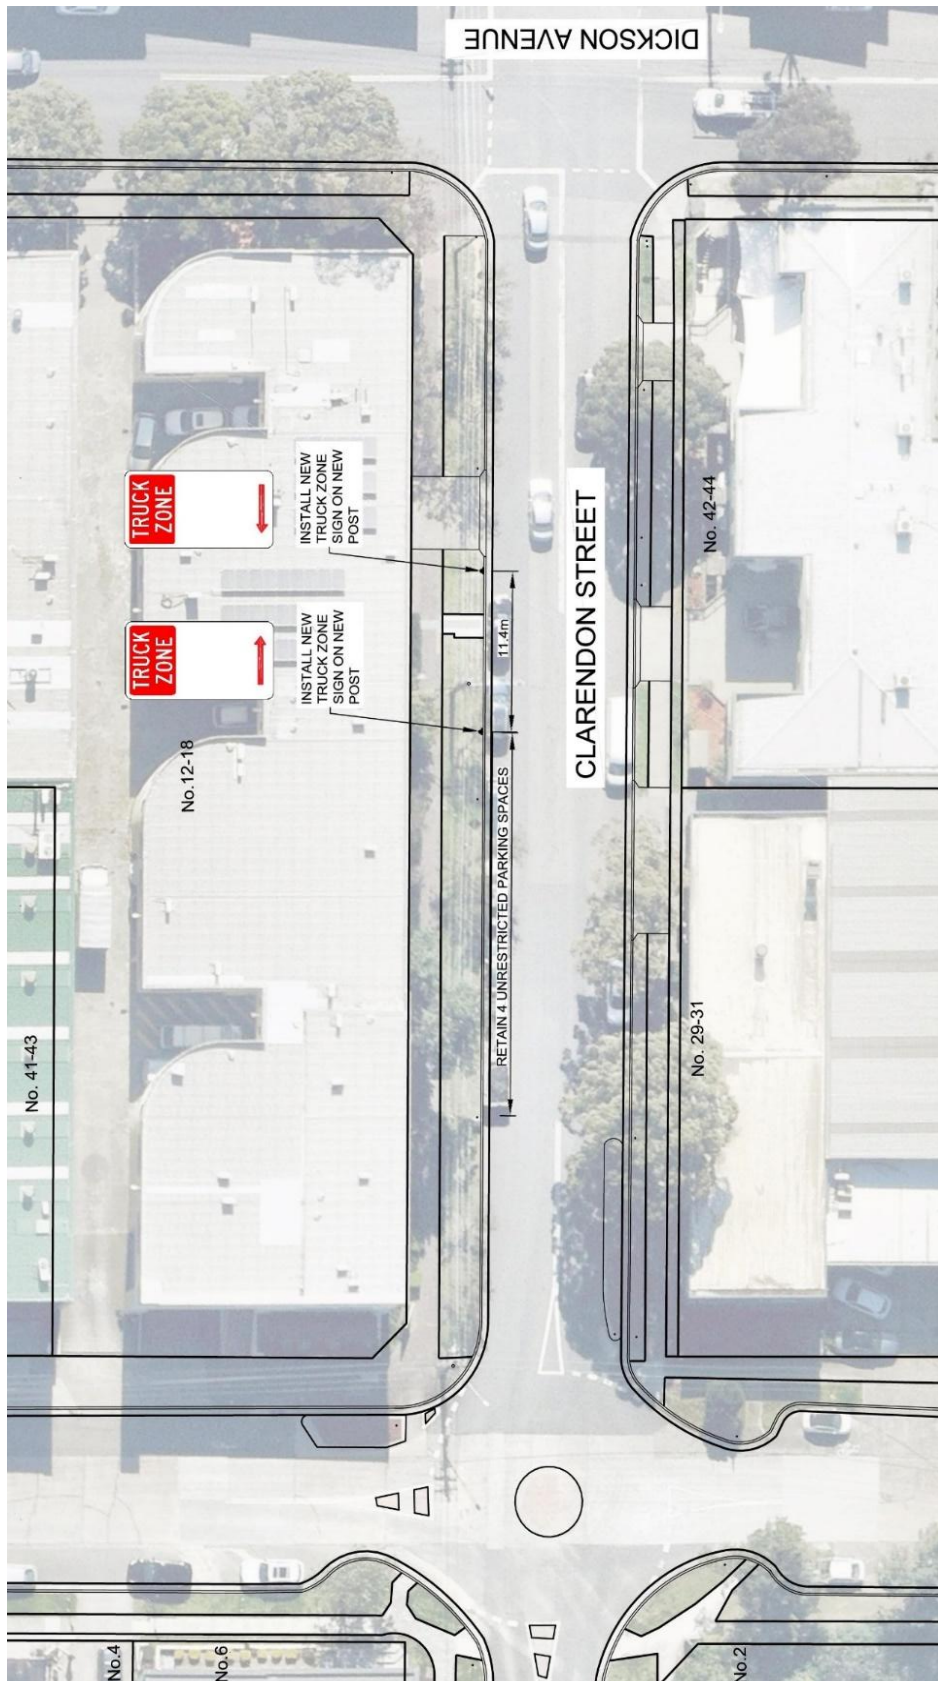 DICKSON AVENUE
TRUCK
ZONE
INSTALL NEW
TRUCK ZONE
SIGN ON NEW
POST
TRUCK
ZONE
INSTALL NEW
TRUCK ZONE
SIGN ON NEW
POST
11.4m
CLARENDON STREET
No. 42-44
No.12-18
RETAIN 4 UNRESTRICTED PARKING SPACES
No. 41-43
No. 29-31
No.4
No.6
No.2